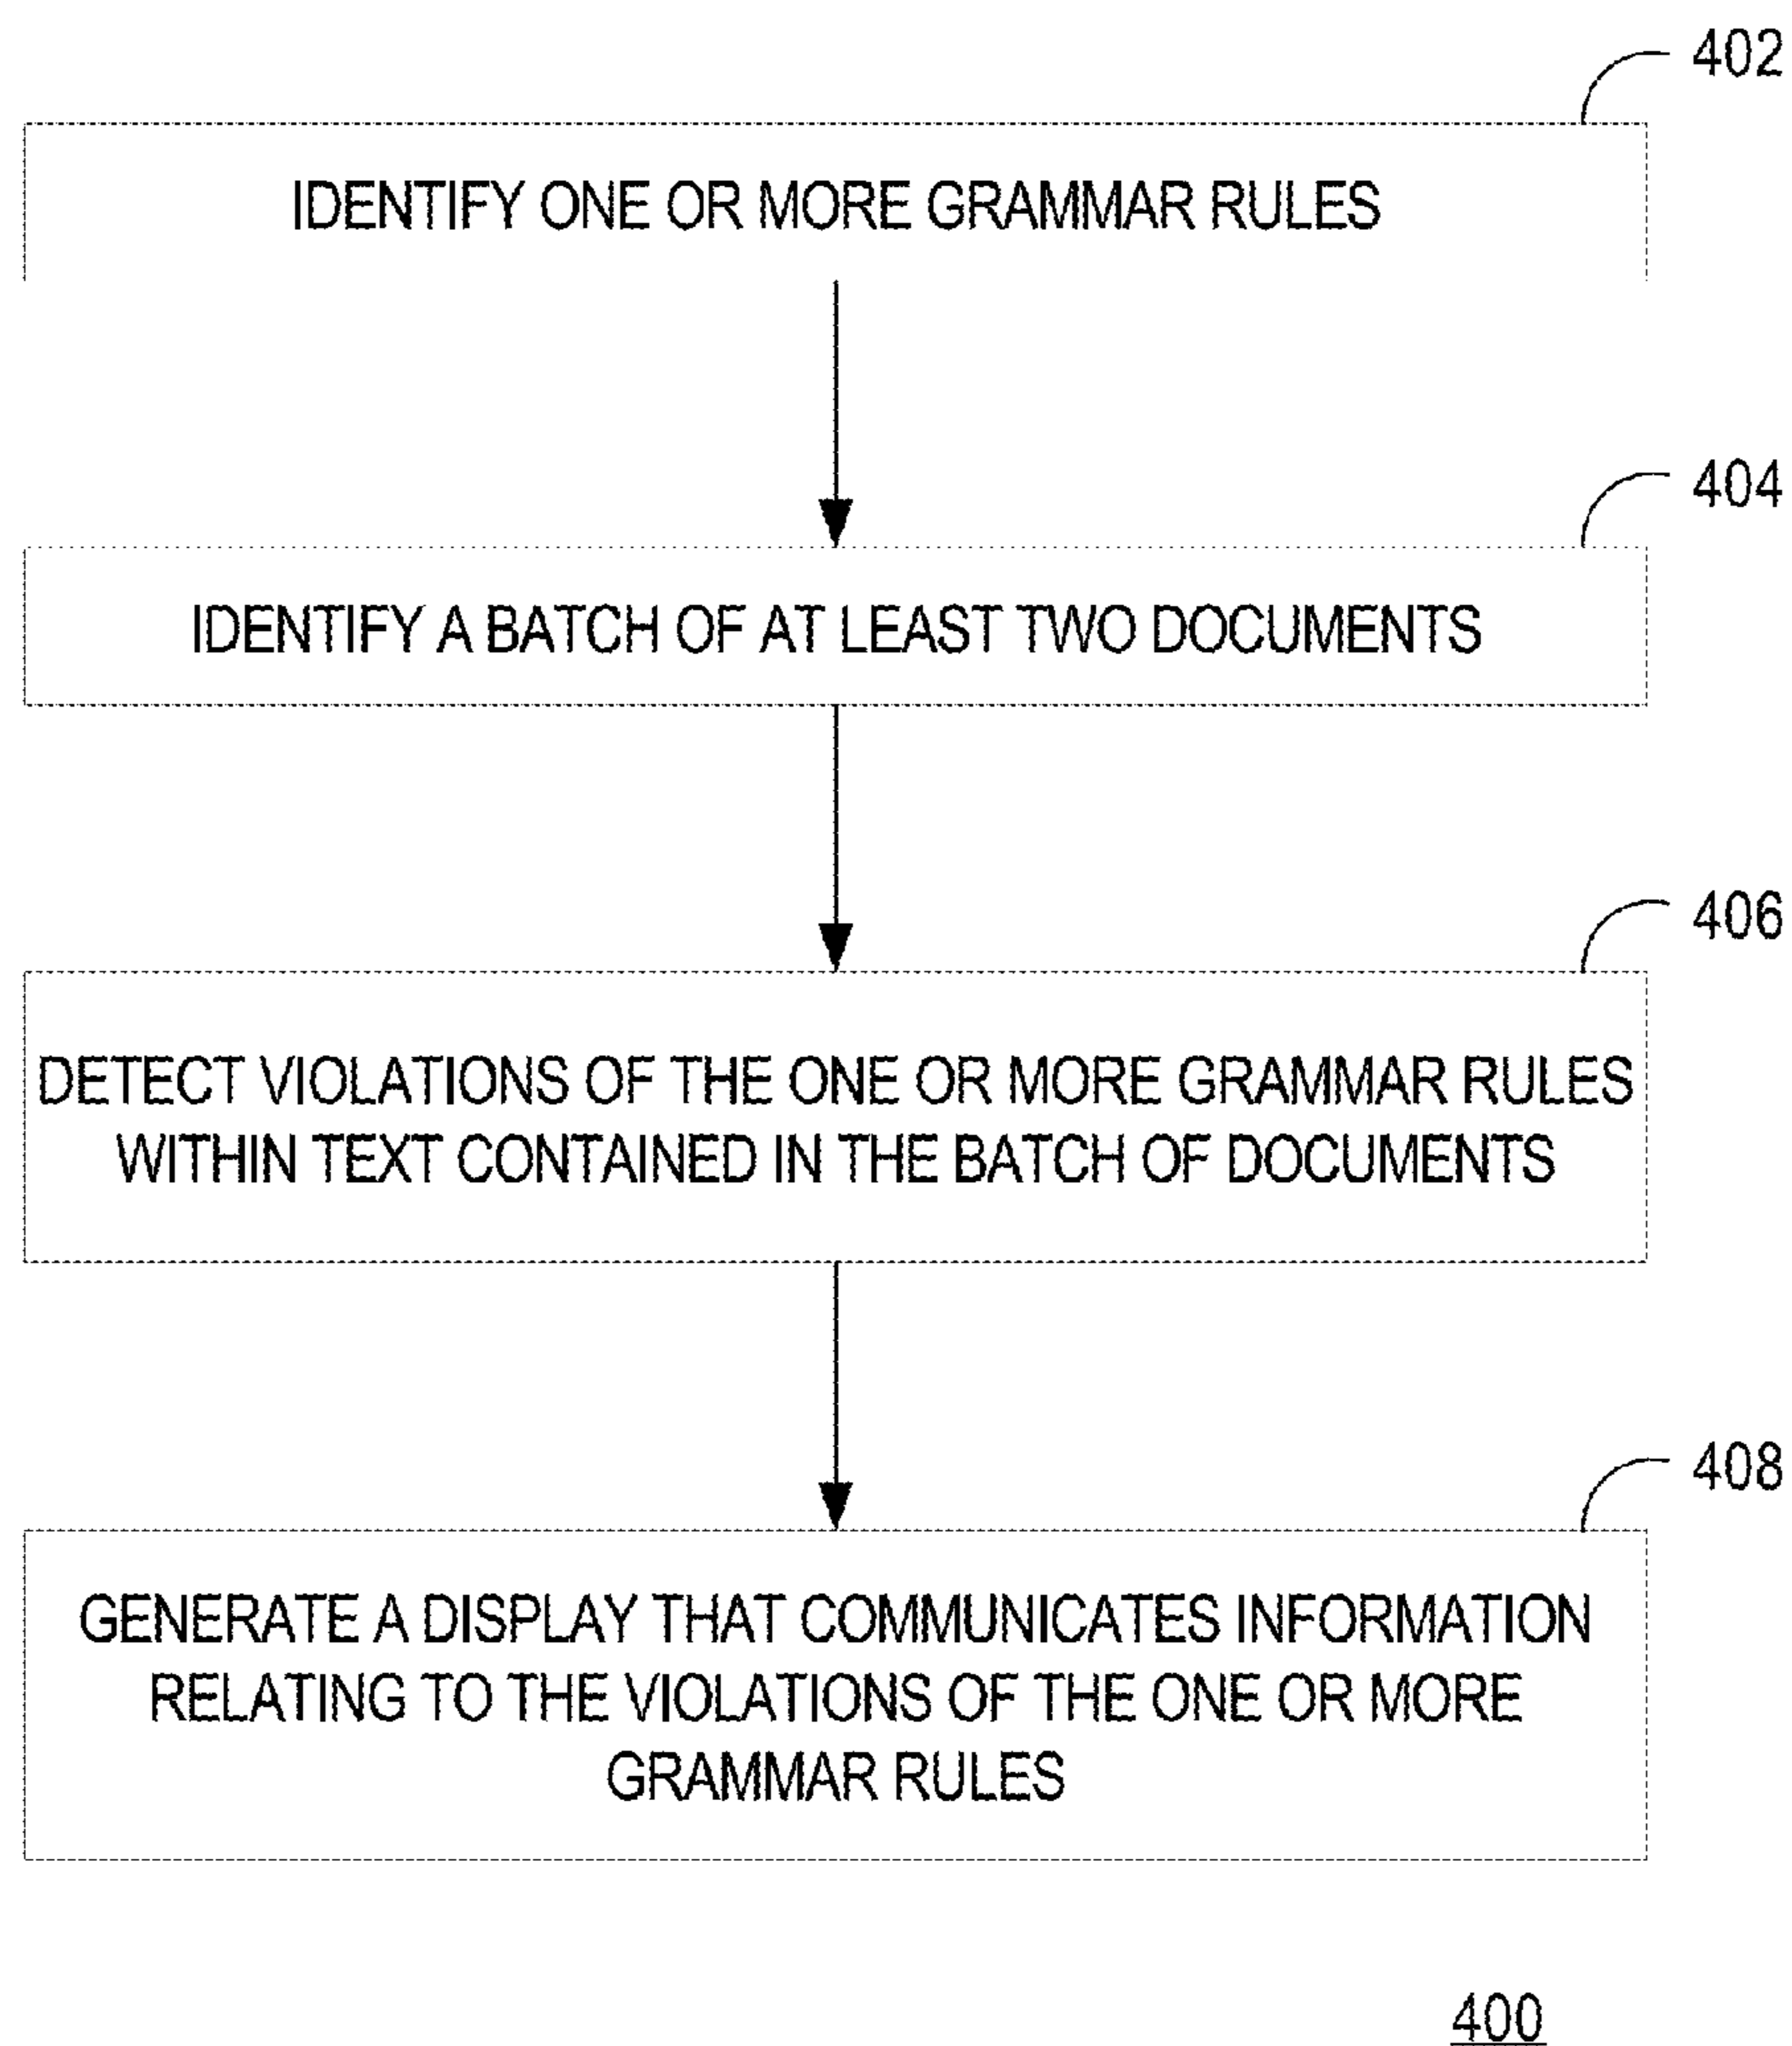 402
IDENTIFY ONE OR MORE GRAMMAR RULES
404
IDENTIFY A BATCH OF AT LEAST TWO DOCUMENTS
406
DETECT VIOLATIONS OF THE ONE OR MORE GRAMMAR RULES
WITHIN TEXT CONTAINED IN THE BATCH OF DOCUMENTS
408
GENERATE A DISPLAY THAT COMMUNICATES INFORMATION
RELATING TO THE VIOLATIONS OF THE ONE OR MORE
GRAMMAR RULES
400